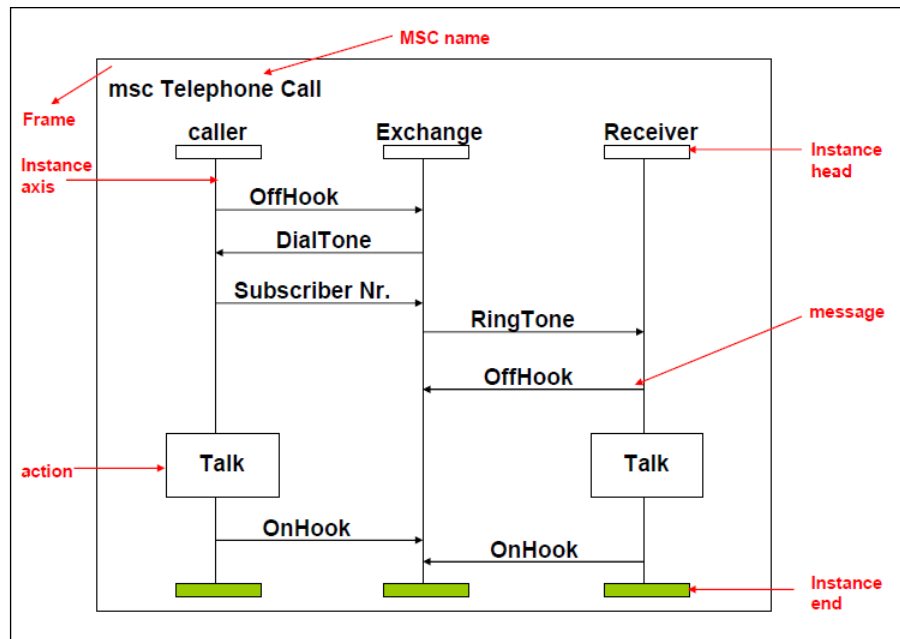 MSC name
msc Telephone Call
Frame
caller
Exchange
Receiver
Instance
axis
Instance
head
OffHook
DialTone
Subscriber Nr.
RingTone
message
OffHook
action
Talk
Talk
OnHook
OnHook
Instance
end